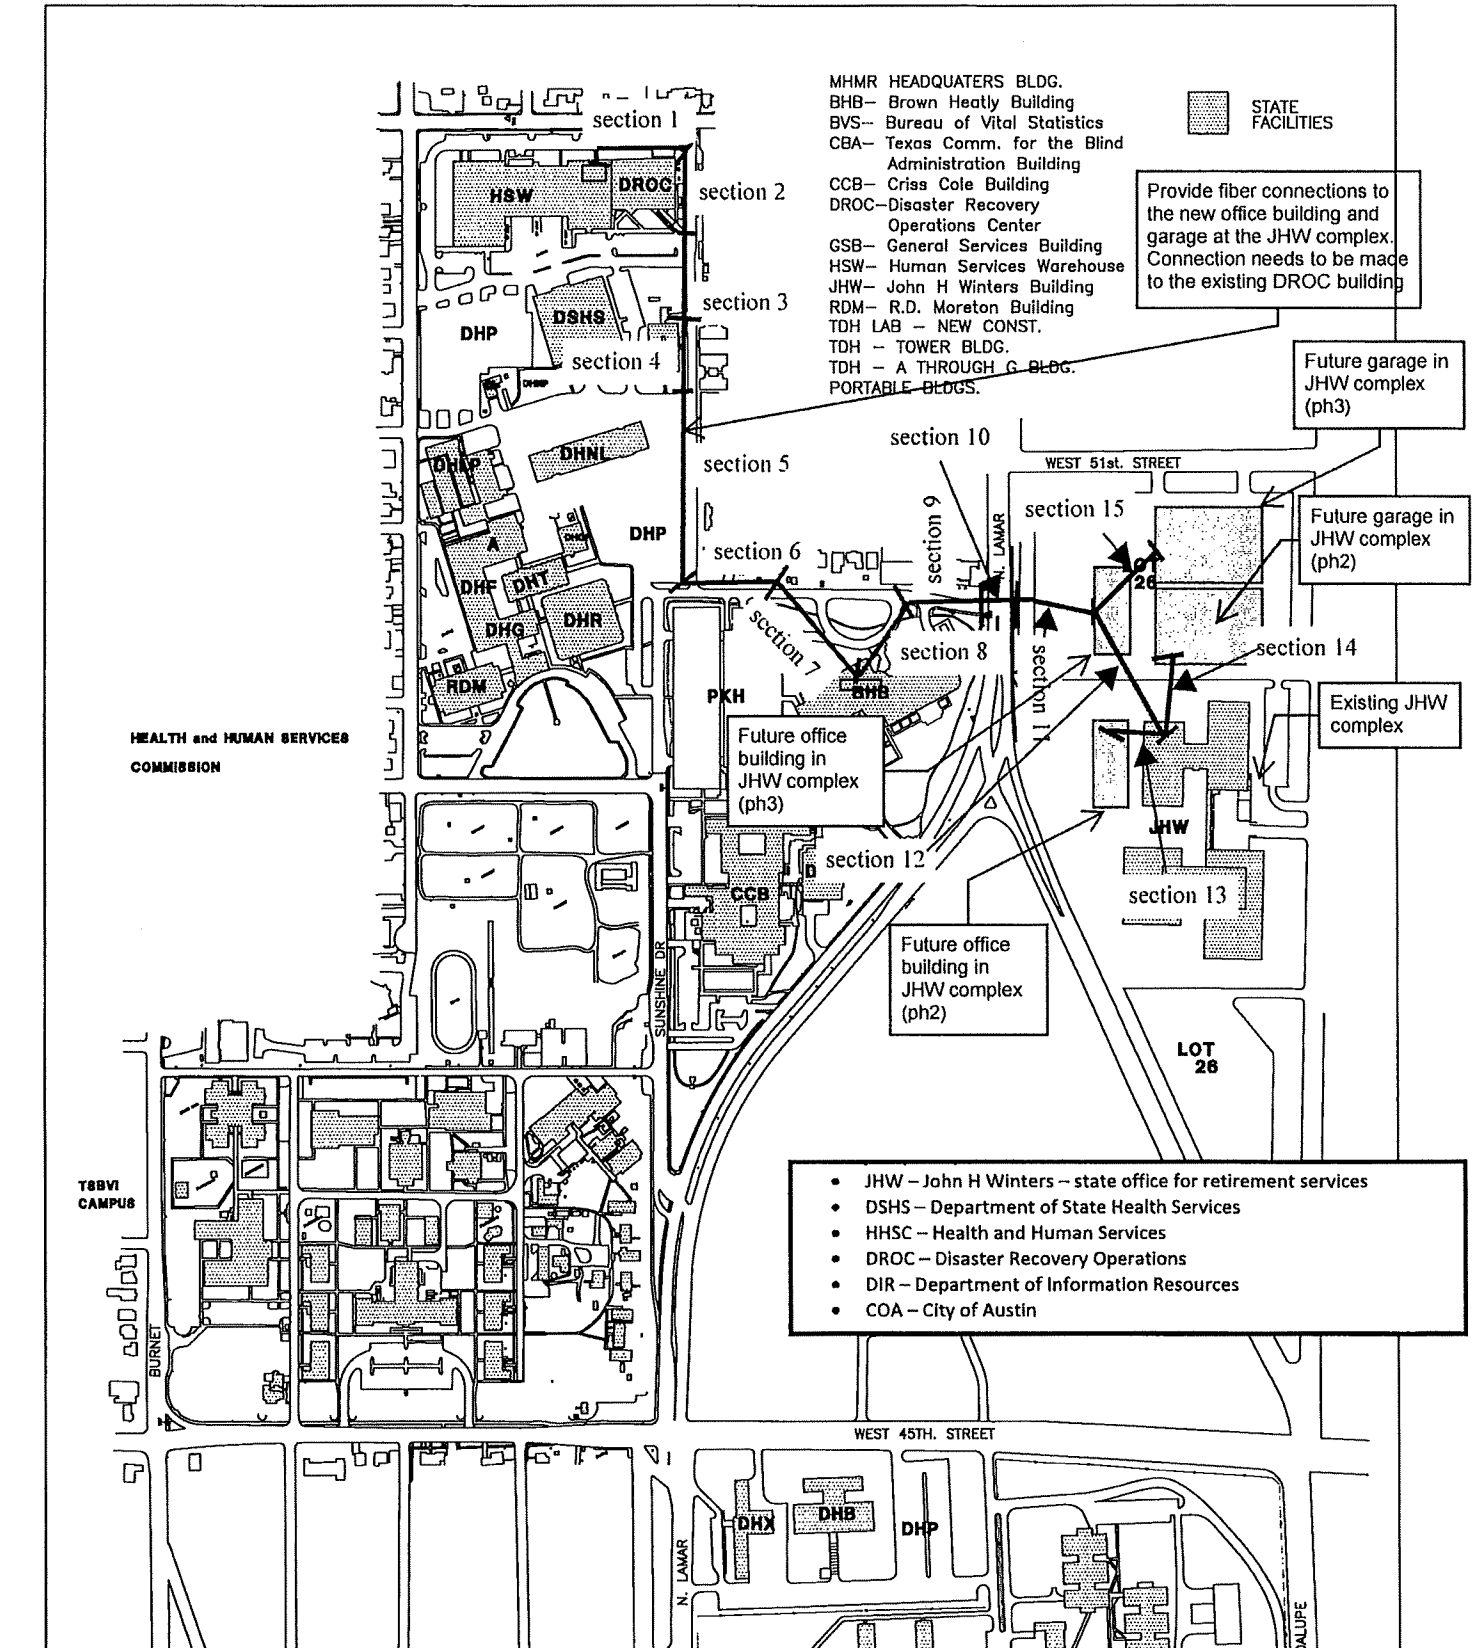 MHMR HEADQUATERS BLDG.
BHB- Brown Heatly Building
BVS- Bureau of Vital Statistics
CBA- Texas Comm. for the Blind
Administration Building
CCB- Criss Cole Building
DROC-Disaster Recovery
Operations Center
GSB- General Services Building
HSW- Human Services Warehouse
JHW- John H Winters Building
RDM- R.D. Moreton Building
TDH LAB - NEW CONST.
TDH - TOWER BLDG.
TDH - A THROUGH G BLDG.
PORTABLE BLDGS.
STATE
FACILITIES
Provide fiber connections to
the new office building and
garage at the JHW complex.
Connection needs to be made
to the existing DROC building
Future garage in
JHW complex
(ph3)
Future garage in
JHW complex
(ph2)
Existing JHW
complex
section 1
section 2
section 3
section 4
section 5
section 6
section 7
section 8
section 9
section 10
section 11
section 12
section 13
section 14
section 15
HSW
DROC
DSHS
DHP
DHNL
DHP
A
DHF
DHT
DHG
DHR
RDM
PKH
BHB
CCB
D
JHW
26
WEST 51st. STREET
N. LAMAR
Future office
building in
JHW complex
(ph3)
Future office
building in
JHW complex
(ph2)
HEALTH and HUMAN SERVICES
COMMISSION
SUNSHINE DR
LOT
26
TSBVI
CAMPUS
BURNET
• JHW – John H Winters – state office for retirement services
• DSHS – Department of State Health Services
• HHSC – Health and Human Services
• DROC – Disaster Recovery Operations
• DIR – Department of Information Resources
• COA – City of Austin
WEST 45TH. STREET
N. LAMAR
DHX
DHB
DHP
ALUPE